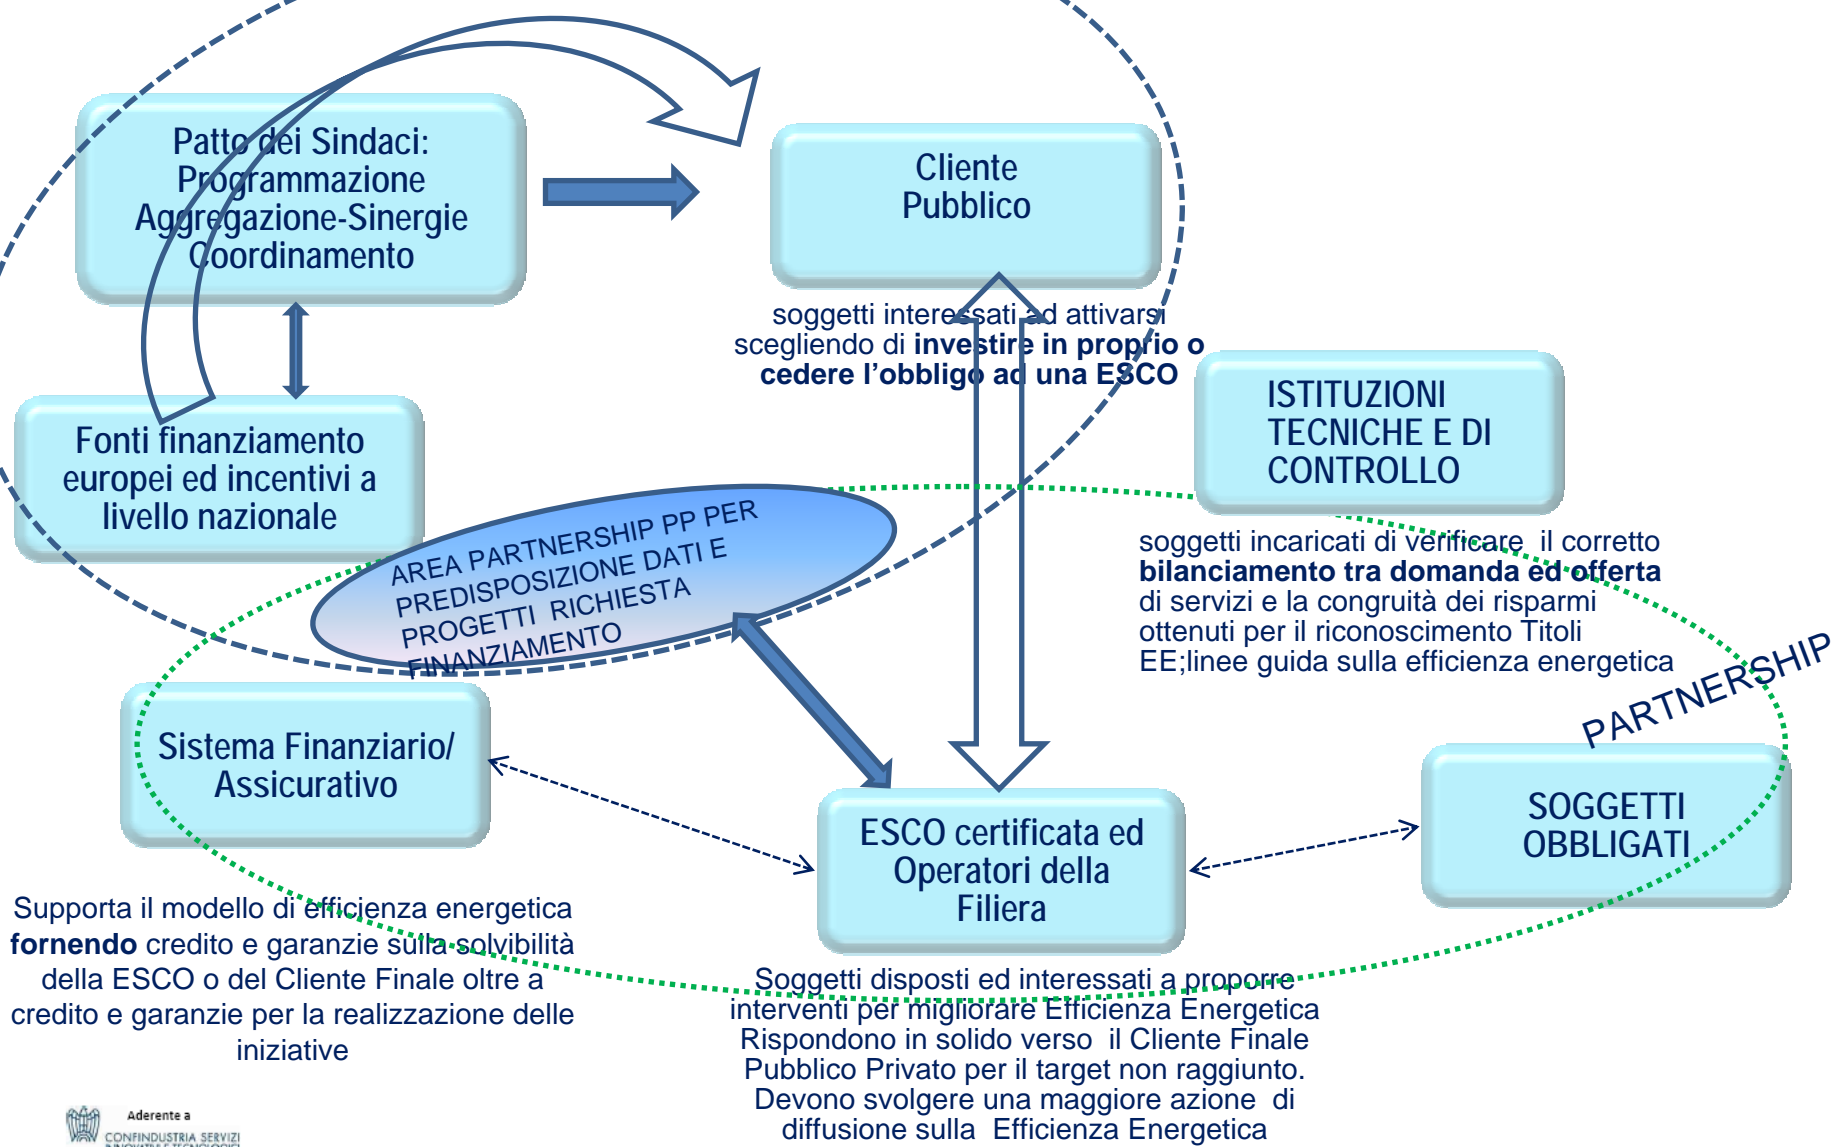 Patto dei Sindaci:
Programmazione
Aggregazione-Sinergie
Coordinamento
Cliente
Pubblico
soggetti interessati ad attivarsi
scegliendo di investire in proprio o
cedere l'obbligo ad una ESCO
Fonti finanziamento
europei ed incentivi a
livello nazionale
ISTITUZIONI
TECNICHE E DI
CONTROLLO
AREA PARTNERSHIP PP PER
PREDISPOSIZIONE DATI E
PROGETTI RICHIESTA
FINANZIAMENTO
soggetti incaricati di verificare il corretto
bilanciamento tra domanda ed offerta
di servizi e la congruità dei risparmi
ottenuti per il riconoscimento Titoli
EE;linee guida sulla efficienza energetica
PARTNERSHIP
Sistema Finanziario/
Assicurativo
ESCO certificata ed
Operatori della
Filiera
SOGGETTI
OBBLIGATI
Supporta il modello di efficienza energetica
fornendo credito e garanzie sulla solvibilità
della ESCO o del Cliente Finale oltre a
credito e garanzie per la realizzazione delle
iniziative
Soggetti disposti ed interessati a proporre
interventi per migliorare Efficienza Energetica
Rispondono in solido verso il Cliente Finale
Pubblico Privato per il target non raggiunto.
Devono svolgere una maggiore azione di
diffusione sulla Efficienza Energetica
Aderente a
CONFINDUSTRIA SERVIZI
INNOVATIVI E TECNOLOGICI